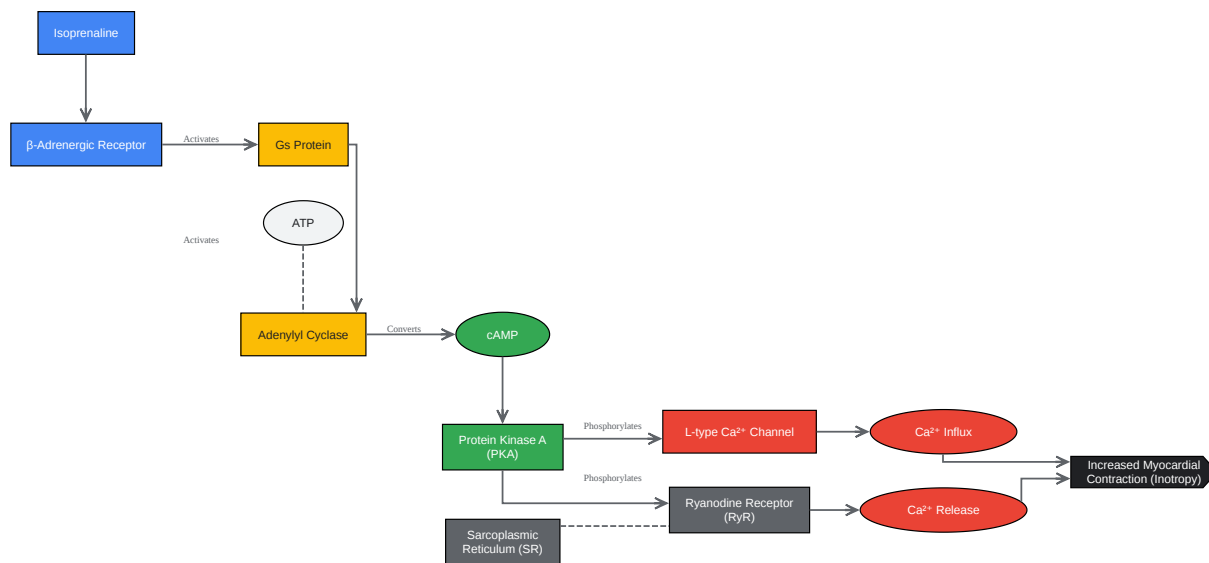 Isoprenaline
β-Adrenergic Receptor
Activates
Gs Protein
ATP
Activates
Adenylyl Cyclase
Converts
cAMP
Protein Kinase A
(PKA)
Phosphorylates
L-type Ca²⁺ Channel
Ca²⁺ Influx
Increased Myocardial
Contraction (Inotropy)
Phosphorylates
Ryanodine Receptor
(RyR)
Ca²⁺ Release
Sarcoplasmic
Reticulum (SR)